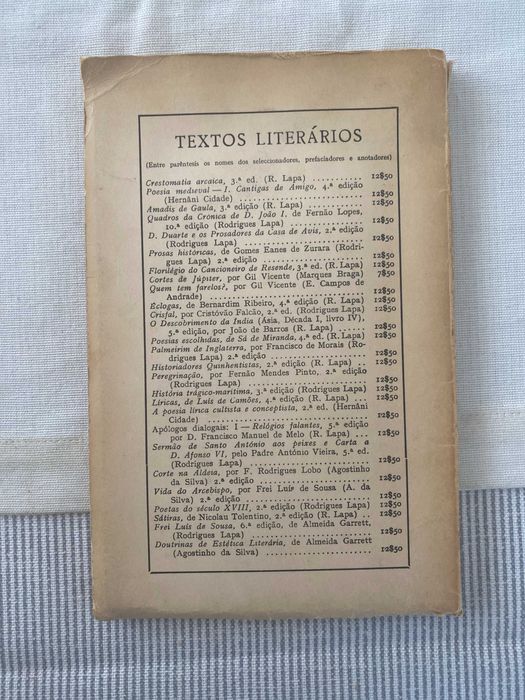 TEXTOS LITERÁRIOS
(Entre parêntesis os nomes dos seleccionadores, prefaciadores e anotadores)
Crestomatia arcaica, 3.ª ed. (R. Lapa) ........... 12$50
Poesia medieval — I. Cantigas de Amigo, 4.ª edição
(Hernâni Cidade) ........................... 12$50
Amadis de Gaula, 3.ª edição (R. Lapa) ............ 12$50
Quadros da Crónica de D. João I. de Fernão Lopes,
10.ª edição (Rodrigues Lapa) ............... 12$50
D. Duarte e os Prosadores da Casa de Avis, 2.ª edição
(Rodrigues Lapa) ........................... 12$50
Prosas históricas, de Gomes Eanes de Zurara (Rodri-
gues Lapa) 2.ª edição ...................... 12$50
Florilégio do Cancioneiro de Resende, 3.ª ed. (R. Lapa) 12$50
Cortes de Júpiter, por Gil Vicente (Marques Braga) 7$50
Quem tem farelos?, por Gil Vicente (E. Campos de
Andrade) ................................... 12$50
Éclogas, de Bernardim Ribeiro, 4.ª edição (R. Lapa) 12$50
Crisfal, por Cristóvão Falcão, 2.ª ed. (Rodrigues Lapa) 12$50
O Descobrimento da Índia (Ásia, Década I, livro IV),
5.ª edição, por João de Barros (R. Lapa) ...... 12$50
Poesias escolhidas, de Sá de Miranda, 4.ª ed. (R. Lapa) 12$50
Palmeirim de Inglaterra, por Francisco de Morais (Ro-
drigues Lapa) 2.ª edição ................... 12$50
Historiadores Quinhentistas, 2.ª edição (R. Lapa) ... 12$50
Peregrinação, por Fernão Mendes Pinto, 2.ª edição
(Rodrigues Lapa) ........................... 12$50
História trágico-marítima, 3.ª edição (Rodrigues Lapa) 12$50
Líricas, de Luís de Camões, 4.ª edição (R. Lapa) ... 12$50
A poesia lírica cultista e conceptista, 2.ª ed. (Hernâni
Cidade) .................................... 12$50
Apólogos dialogais: I — Relógios falantes, 5.ª edição
por D. Francisco Manuel de Melo (R. Lapa) ... 12$50
Sermão de Santo António aos peixes e Carta a
D. Afonso VI, pelo Padre António Vieira, 5.ª ed.
(Rodrigues Lapa) ........................... 12$50
Corte na Aldeia, por F. Rodrigues Lobo (Agostinho
da Silva) 2.ª edição ....................... 12$50
Vida do Arcebispo, por Frei Luís de Sousa (A. da
Silva) 2.ª edição .......................... 12$50
Poetas do século XVIII, 2.ª edição (Rodrigues Lapa) 12$50
Sátiras, de Nicolau Tolentino, 2.ª edição (R. Lapa) .. 12$50
Frei Luís de Sousa, 6.ª edição, de Almeida Garrett,
(Rodrigues Lapa) ........................... 12$50
Doutrinas de Estética Literária, de Almeida Garrett
(Agostinho da Silva) ....................... 12$50